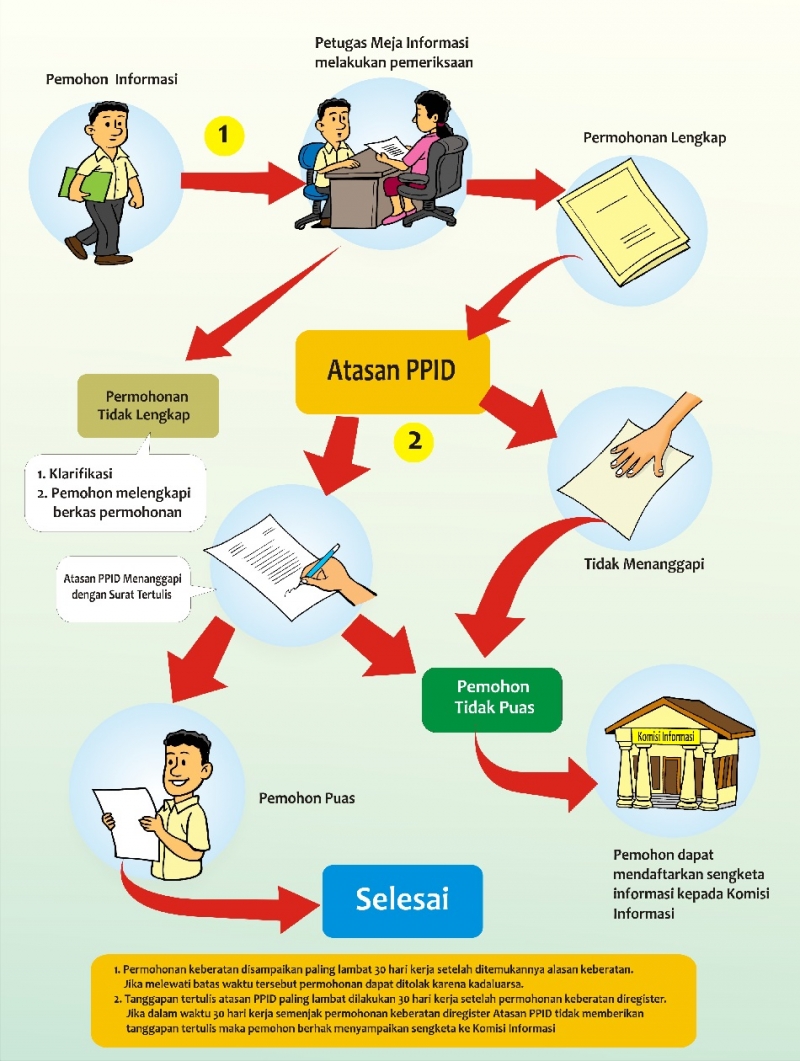 Petugas Meja Informasi
melakukan pemeriksaan
Pemohon Informasi
1
Permohonan Lengkap
Atasan PPID
Permohonan
Tidak Lengkap
2
1. Klarifikasi
2. Pemohon melengkapi
berkas permohonan
Tidak Menanggapi
Atasan PPID Menanggapi
dengan Surat Tertulis
Pemohon
Tidak Puas
Komisi Informasi
Pemohon Puas
Pemohon dapat
mendaftarkan sengketa
informasi kepada Komisi
Informasi
Selesai
1. Permohonan keberatan disampaikan paling lambat 30 hari kerja setelah ditemukannya alasan keberatan.
Jika melewati batas waktu tersebut permohonan dapat ditolak karena kadaluarsa.
2. Tanggapan tertulis atasan PPID paling lambat dilakukan 30 hari kerja setelah permohonan keberatan diregister.
Jika dalam waktu 30 hari kerja semenjak permohonan keberatan diregister Atasan PPID tidak memberikan
tanggapan tertulis maka pemohon berhak menyampaikan sengketa ke Komisi Informasi